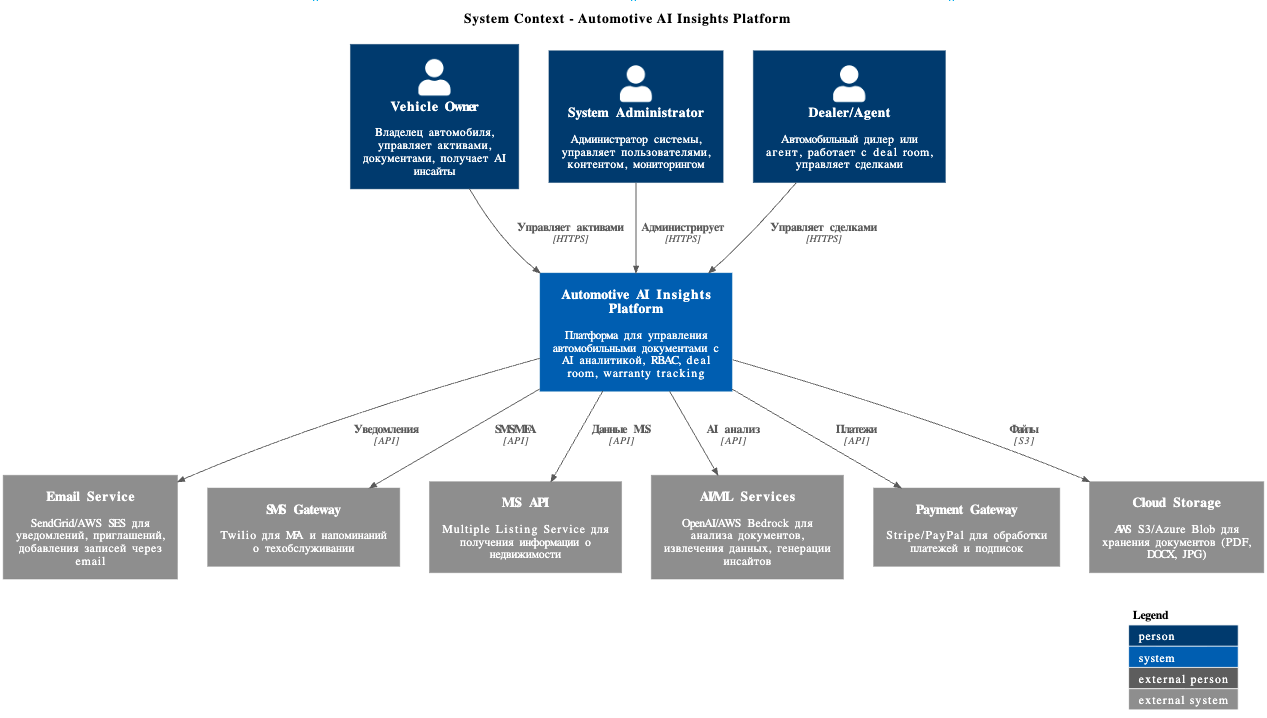 System Context - Automotive AI Insights Platform
Vehicle Owner
Владелец автомобиля,
управляет активами,
документами, получает AI
инсайты
System Administrator
Администратор системы,
управляет пользователями,
контентом, мониторингом
Dealer/Agent
Автомобильный дилер или
агент, работает с deal room,
управляет сделками
Управляет активами
[HTTPS]
Администрирует
[HTTPS]
Управляет сделками
[HTTPS]
Automotive AI Insights
Platform
Платформа для управления
автомобильными документами с
AI аналитикой, RBAC, deal
room, warranty tracking
Уведомления
[API]
SMS/MFA
[API]
Данные MLS
[API]
AI анализ
[API]
Платежи
[API]
Файлы
[S3]
Email Service
SendGrid/AWS SES для
уведомлений, приглашений,
добавления записей через
email
SMS Gateway
Twilio для MFA и напоминаний
о техобслуживании
MLS API
Multiple Listing Service для
получения информации о
недвижимости
AI/ML Services
OpenAI/AWS Bedrock для
анализа документов,
извлечения данных, генерации
инсайтов
Payment Gateway
Stripe/PayPal для обработки
платежей и подписок
Cloud Storage
AWS S3/Azure Blob для
хранения документов (PDF,
DOCX, JPG)
Legend
person
system
external person
external system